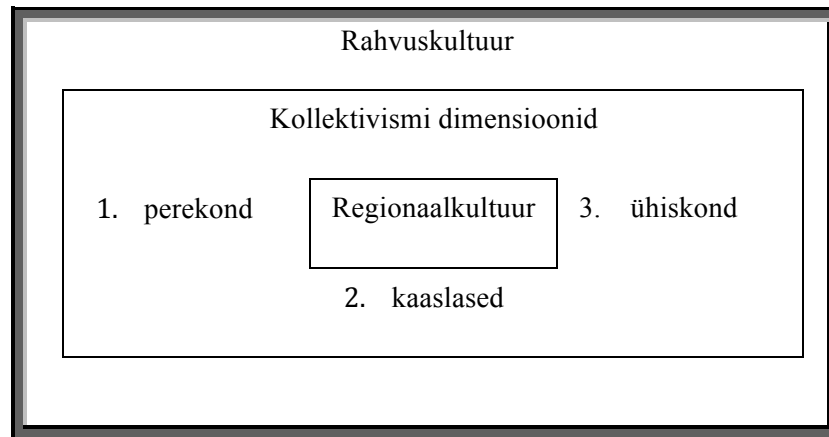 Rahvuskultuur
Kollektivismi dimensioonid
1. perekond
Regionaalkultuur
3. ühiskond
2. kaaslased